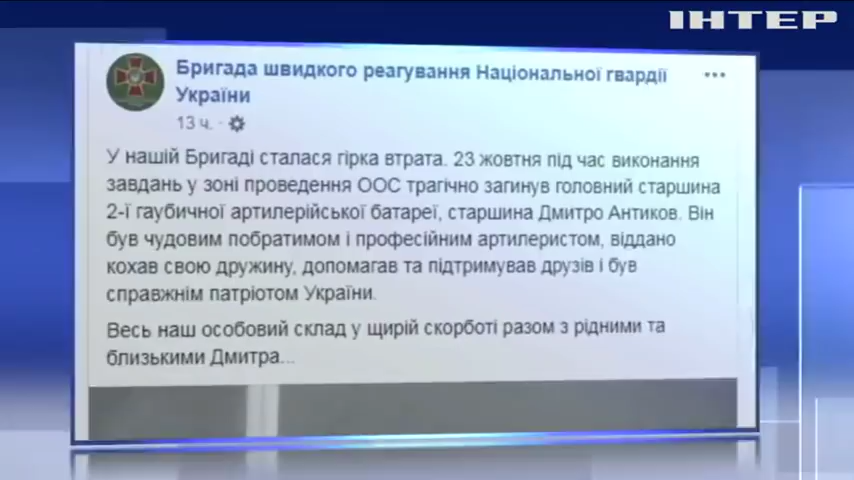 ІНТЕР
Бригада швидкого реагування Національної гвардії
України
13 ч.
У нашій Бригаді сталася гірка втрата. 23 жовтня під час виконання
завдань у зоні проведення ООС трагічно загинув головний старшина
2-ї гаубичної артилерійської батареї, старшина Дмитро Антиков. Він
був чудовим побратимом і професійним артилеристом, віддано
кохав свою дружину, допомагав та підтримував друзів і був
справжнім патріотом України.
Весь наш особовий склад у щирій скорботі разом з рідними та
близькими Дмитра...